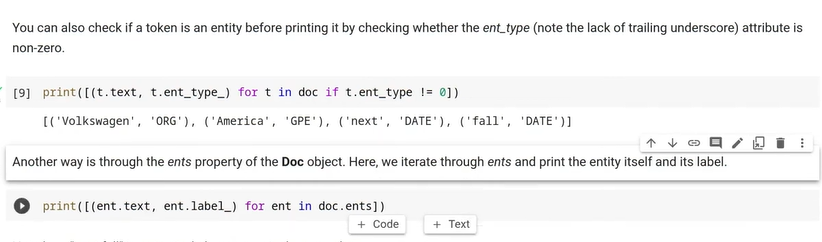 You can also check if a token is an entity before printing it by checking whether the ent_type (note the lack of trailing underscore) attribute is
non-zero.
[9] print([(t.text, t.ent_type_) for t in doc if t.ent_type != 0])
[('Volkswagen', 'ORG'), ('America', 'GPE'), ('next', 'DATE'), ('fall', 'DATE')]
Another way is through the ents property of the Doc object. Here, we iterate through ents and print the entity itself and its label.
print([(ent.text, ent.label_) for ent in doc.ents])
+ Code + Text